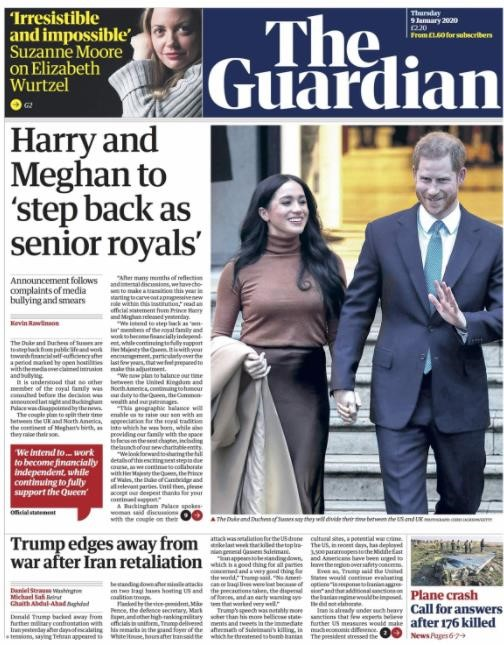 'Irresistible
and impossible'
Suzanne Moore
on Elizabeth
Wurtzel
G2
The
Guardian
Thursday
9 January 2020
£2.20
From £1.60 for subscribers
Harry and
Meghan to
'step back as
senior royals'
Announcement follows
complaints of media
bullying and smears
Kevin Rawlinson
The Duke and Duchess of Sussex are
to step back from public life and work
towards financial self-sufficiency after
a period marked by open hostilities
with the media over claimed intrusion
and bullying.
It is understood that no other
member of the royal family was
consulted before the decision was
announced last night and Buckingham
Palace was disappointed by the news.
The couple plan to split their time
between the UK and North America,
the continent of Meghan's birth, as
they raise their son.
'We intend to ... work
to become financially
independent, while
continuing to fully
support the Queen'
Official statement
"After many months of reflection
and internal discussions, we have cho-
sen to make a transition this year in
starting to carve out a progressive new
role within this institution," read an
official statement from Prince Harry
and Meghan released yesterday.
"We intend to step back as 'sen-
ior' members of the royal family and
work to become financially independ-
ent, while continuing to fully support
Her Majesty the Queen. It is with your
encouragement, particularly over the
last few years, that we feel prepared to
make this adjustment.
"We now plan to balance our time
between the United Kingdom and
North America, continuing to honour
our duty to the Queen, the Common-
wealth and our patronages.
"This geographic balance will
enable us to raise our son with an
appreciation for the royal tradition
into which he was born, while also
providing our family with the space
to focus on the next chapter, including
the launch of our new charitable entity.
"We look forward to sharing the full
details of this exciting next step in due
course, as we continue to collaborate
with Her Majesty the Queen, the Prince
of Wales, the Duke of Cambridge and
all relevant parties. Until then, please
accept our deepest thanks for your
continued support."
A Buckingham Palace spokes-
woman said discussions
with the couple on their
▲ The Duke and Duchess of Sussex say they will divide their time between the US and UK PHOTOGRAPH: CHRIS JACKSON/GETTY
Trump edges away from
war after Iran retaliation
Daniel Strauss Washington
Michael Safi Beirut
Ghaith Abdul-Ahad Baghdad
Donald Trump backed away from
further military confrontation with
Iran yesterday after days of escalating
tensions, saying Tehran appeared to
be standing down after missile attacks
on two Iraqi bases hosting US and
coalition troops.
Flanked by the vice-president, Mike
Pence, the defence secretary, Mark
Esper, and other high-ranking military
officials in uniform, Trump delivered
his remarks in the grand foyer of the
White House, hours after Iran said the
attack was retaliation for the US drone
strike last week that killed the top Ira-
nian general Qassem Suleimani.
"Iran appears to be standing down,
which is a good thing for all parties
concerned and a very good thing for
the world," Trump said. "No Ameri-
can or Iraqi lives were lost because of
the precautions taken, the dispersal
of forces, and an early warning sys-
tem that worked very well."
Trump's speech was notably more
sober than his more bellicose state-
ments and tweets in the immediate
aftermath of Suleimani's killing, in
which he threatened to bomb Iranian
cultural sites, a potential war crime.
The US, in recent days, has deployed
3,500 paratroopers to the Middle East
and Americans have been urged to
leave the region over safety concerns.
Even so, Trump said the United
States would continue evaluating
options "in response to Iranian aggres-
sion" and that additional sanctions on
the Iranian regime would be imposed.
He did not elaborate.
Iran is already under such heavy
sanctions that few experts believe
further US measures would make
much economic difference.
The president stressed the
2
Plane crash
Call for answers
after 176 killed
News Pages 6-7